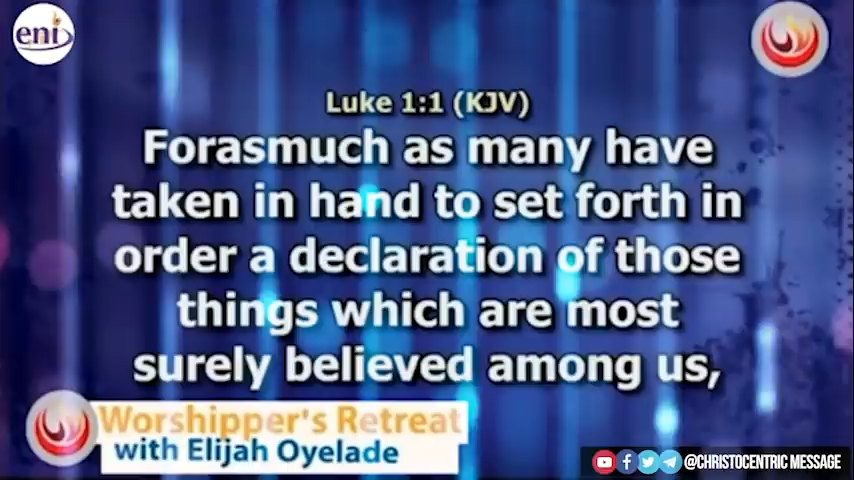 eni
Luke 1:1 (KJV)
Forasmuch as many have
taken in hand to set forth in
order a declaration of those
things which are most
surely believed among us,
Worshipper's Retreat
with Elijah Oyelade
@CHRISTOCENTRIC MESSAGE